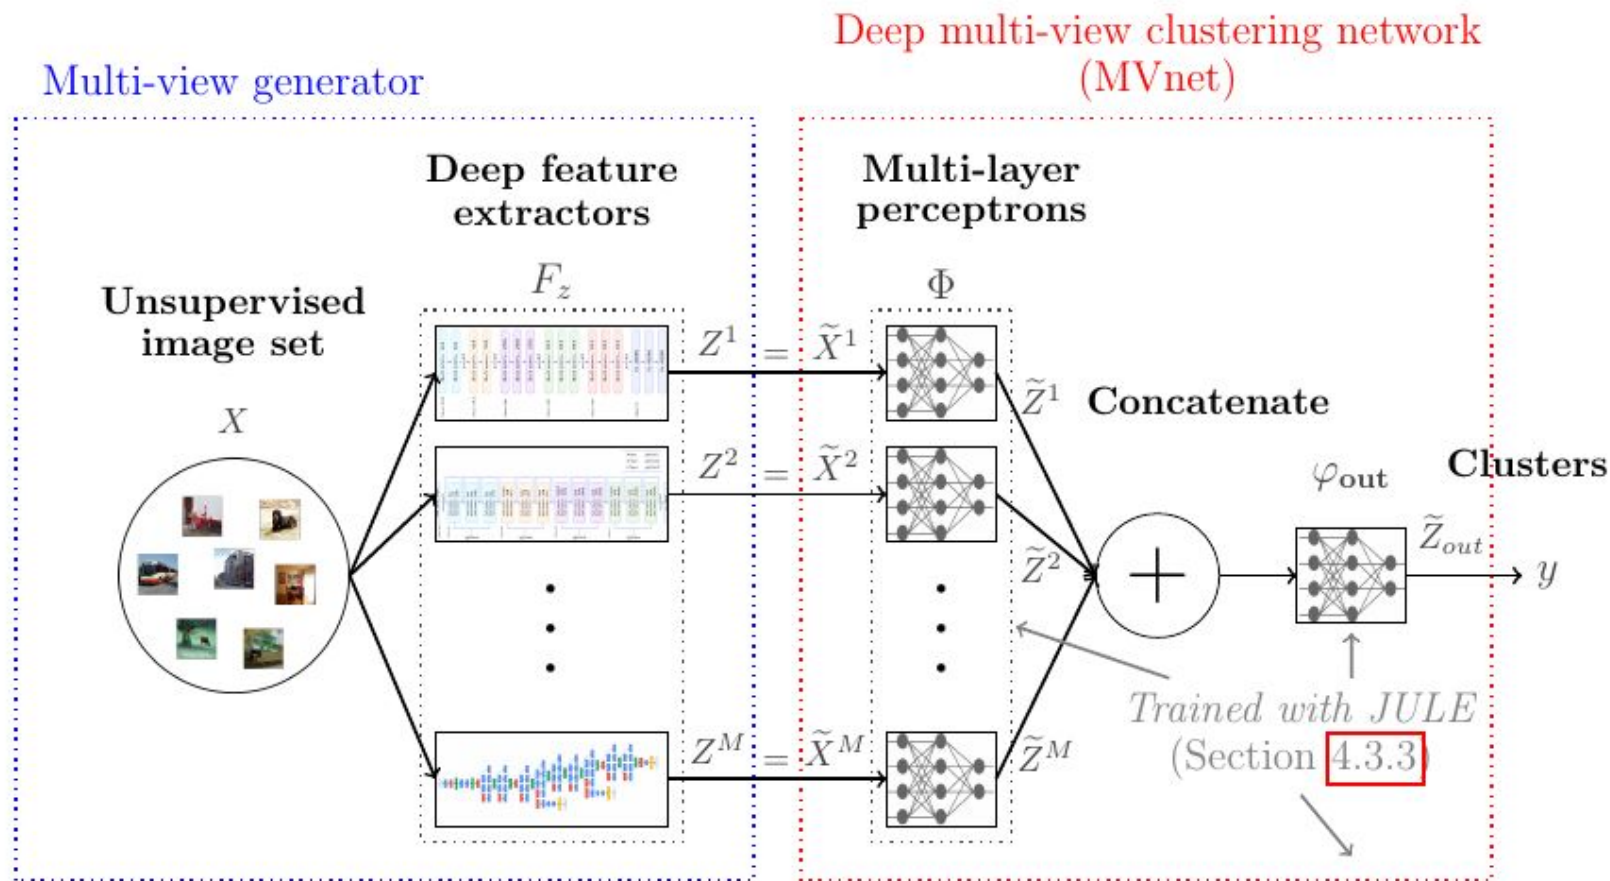 Deep multi-view clustering network
(MVnet)
Multi-view generator
Deep feature
extractors
Multi-layer
perceptrons
F_z
Φ
Unsupervised
image set
X
Z^1 = X̃^1
Z̃^1
Concatenate
Z^2 = X̃^2
Z̃^2
φ_out
Clusters
Z̃_out
y
+
Z^M = X̃^M
Z̃^M
Trained with JULE
(Section 4.3.3)